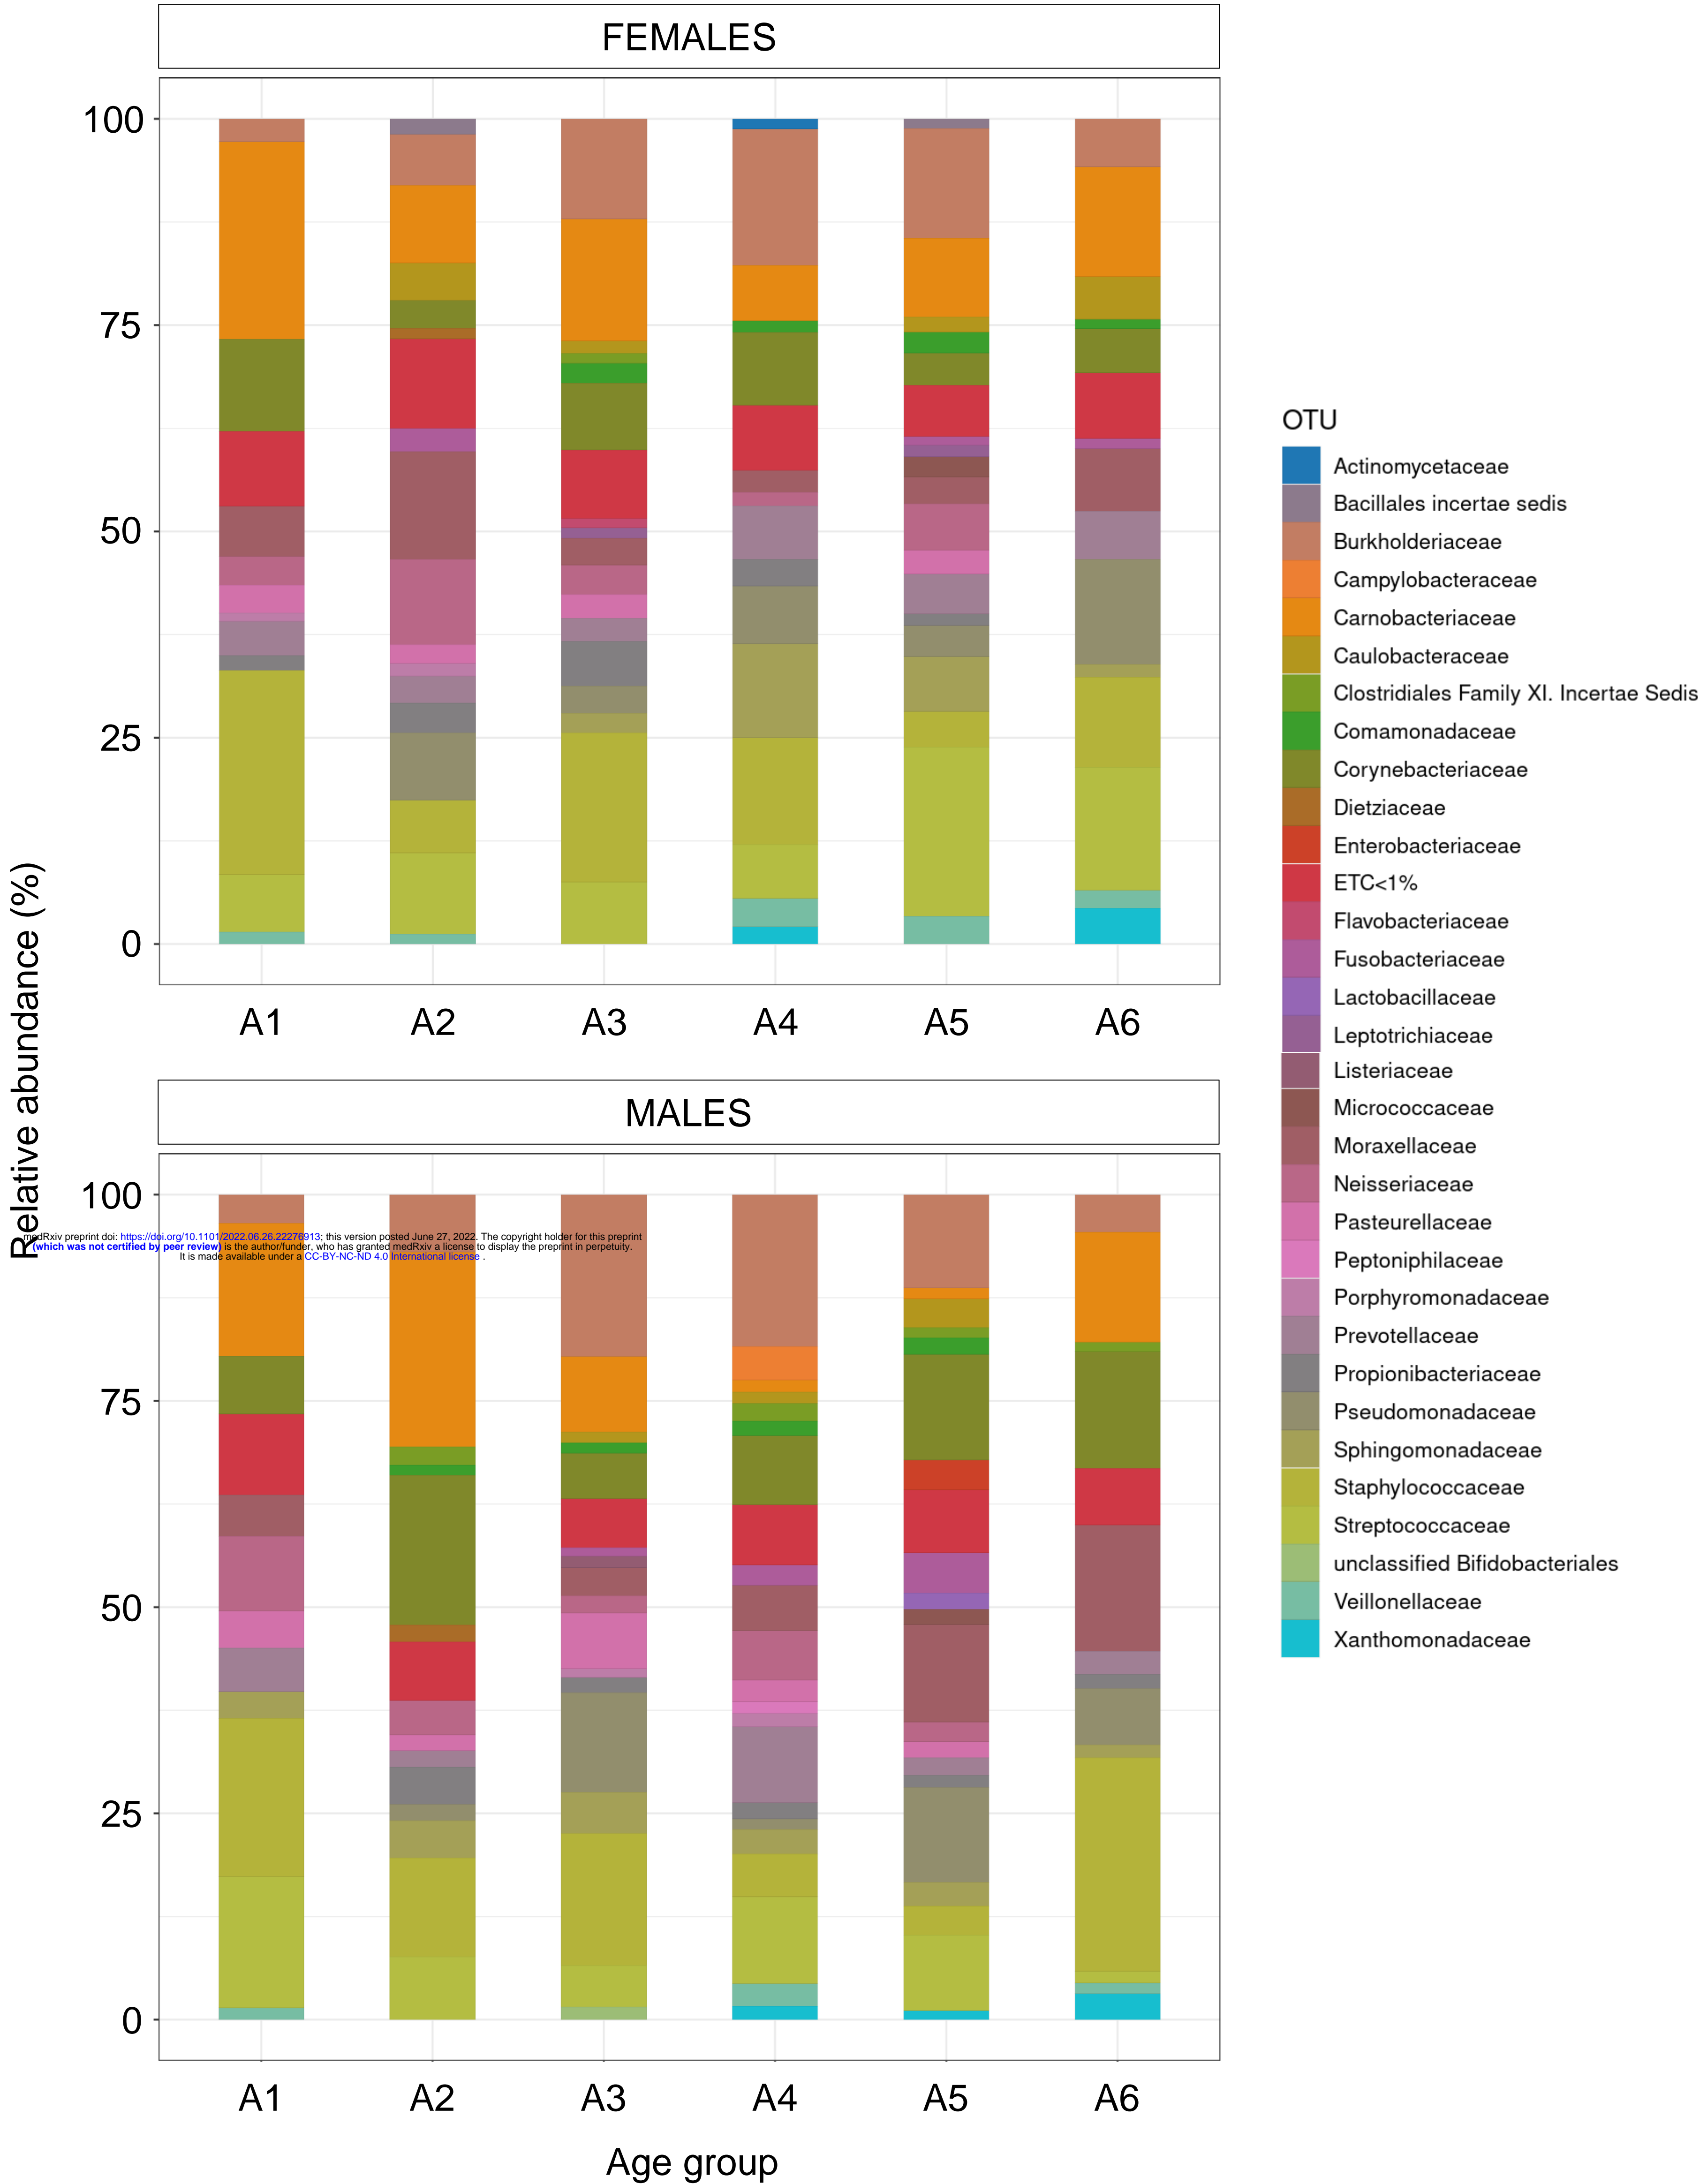 FEMALES
100
75
50
25
0
A1 A2 A3 A4 A5 A6
Relative abundance (%)
MALES
100
75
50
25
0
medRxiv preprint doi: https://doi.org/10.1101/2022.06.26.22276913; this version posted June 27, 2022. The copyright holder for this preprint
(which was not certified by peer review) is the author/funder, who has granted medRxiv a license to display the preprint in perpetuity.
It is made available under a CC-BY-NC-ND 4.0 International license .
A1 A2 A3 A4 A5 A6
Age group
OTU
Actinomycetaceae
Bacillales incertae sedis
Burkholderiaceae
Campylobacteraceae
Carnobacteriaceae
Caulobacteraceae
Clostridiales Family XI. Incertae Sedis
Comamonadaceae
Corynebacteriaceae
Dietziaceae
Enterobacteriaceae
ETC<1%
Flavobacteriaceae
Fusobacteriaceae
Lactobacillaceae
Leptotrichiaceae
Listeriaceae
Micrococcaceae
Moraxellaceae
Neisseriaceae
Pasteurellaceae
Peptoniphilaceae
Porphyromonadaceae
Prevotellaceae
Propionibacteriaceae
Pseudomonadaceae
Sphingomonadaceae
Staphylococcaceae
Streptococcaceae
unclassified Bifidobacteriales
Veillonellaceae
Xanthomonadaceae